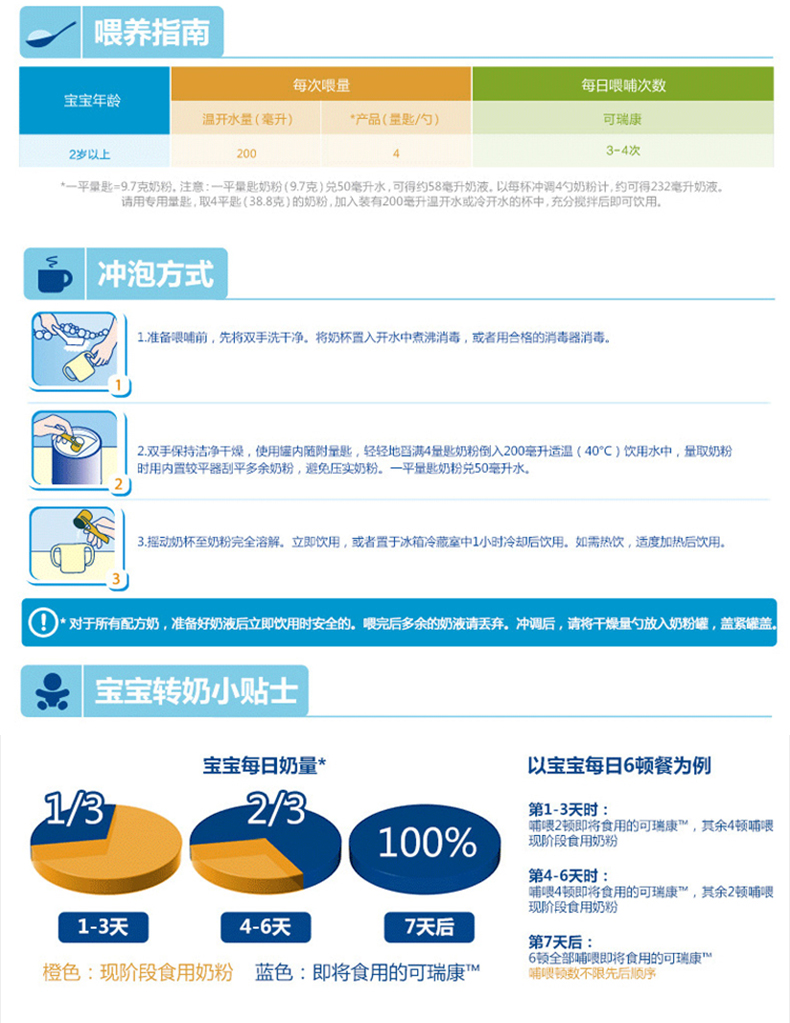 喂养指南
宝宝年龄
每次喂量
每日喂哺次数
温开水量(毫升)
*产品(量匙/勺)
可瑞康
2岁以上
200
4
3-4次
*一平量匙=9.7克奶粉。注意:一平量匙奶粉(9.7克)兑50毫升水,可得约58毫升奶液。以每杯冲调4勺奶粉计,约可得232毫升奶液。
请用专用量匙,取4平匙(38.8克)的奶粉,加入装有200毫升温开水或冷开水的杯中,充分搅拌后即可饮用。
冲泡方式
1.准备喂哺前,先将双手洗干净。将奶杯置入开水中煮沸消毒,或者用合格的消毒器消毒。
1
2.双手保持洁净干燥,使用罐内随附量匙,轻轻地舀满4量匙奶粉倒入200毫升适温(40°C)饮用水中,量取奶粉
时用内置较平器刮平多余奶粉,避免压实奶粉。一平量匙奶粉兑50毫升水。
2
3.摇动奶杯至奶粉完全溶解。立即饮用,或者置于冰箱冷藏室中1小时冷却后饮用。如需热饮,适度加热后饮用。
3
* 对于所有配方奶,准备好奶液后立即饮用时安全的。喂完后多余的奶液请丢弃。冲调后,请将干燥量勺放入奶粉罐,盖紧罐盖。
宝宝转奶小贴士
宝宝每日奶量*
1/3
2/3
100%
1-3天
4-6天
7天后
橙色:现阶段食用奶粉
蓝色:即将食用的可瑞康™
以宝宝每日6顿餐为例
第1-3天时:
哺喂2顿即将食用的可瑞康™,其余4顿哺喂
现阶段食用奶粉
第4-6天时:
哺喂4顿即将食用的可瑞康™,其余2顿哺喂
现阶段食用奶粉
第7天后:
6顿全部哺喂即将食用的可瑞康™
哺喂顿数不限先后顺序